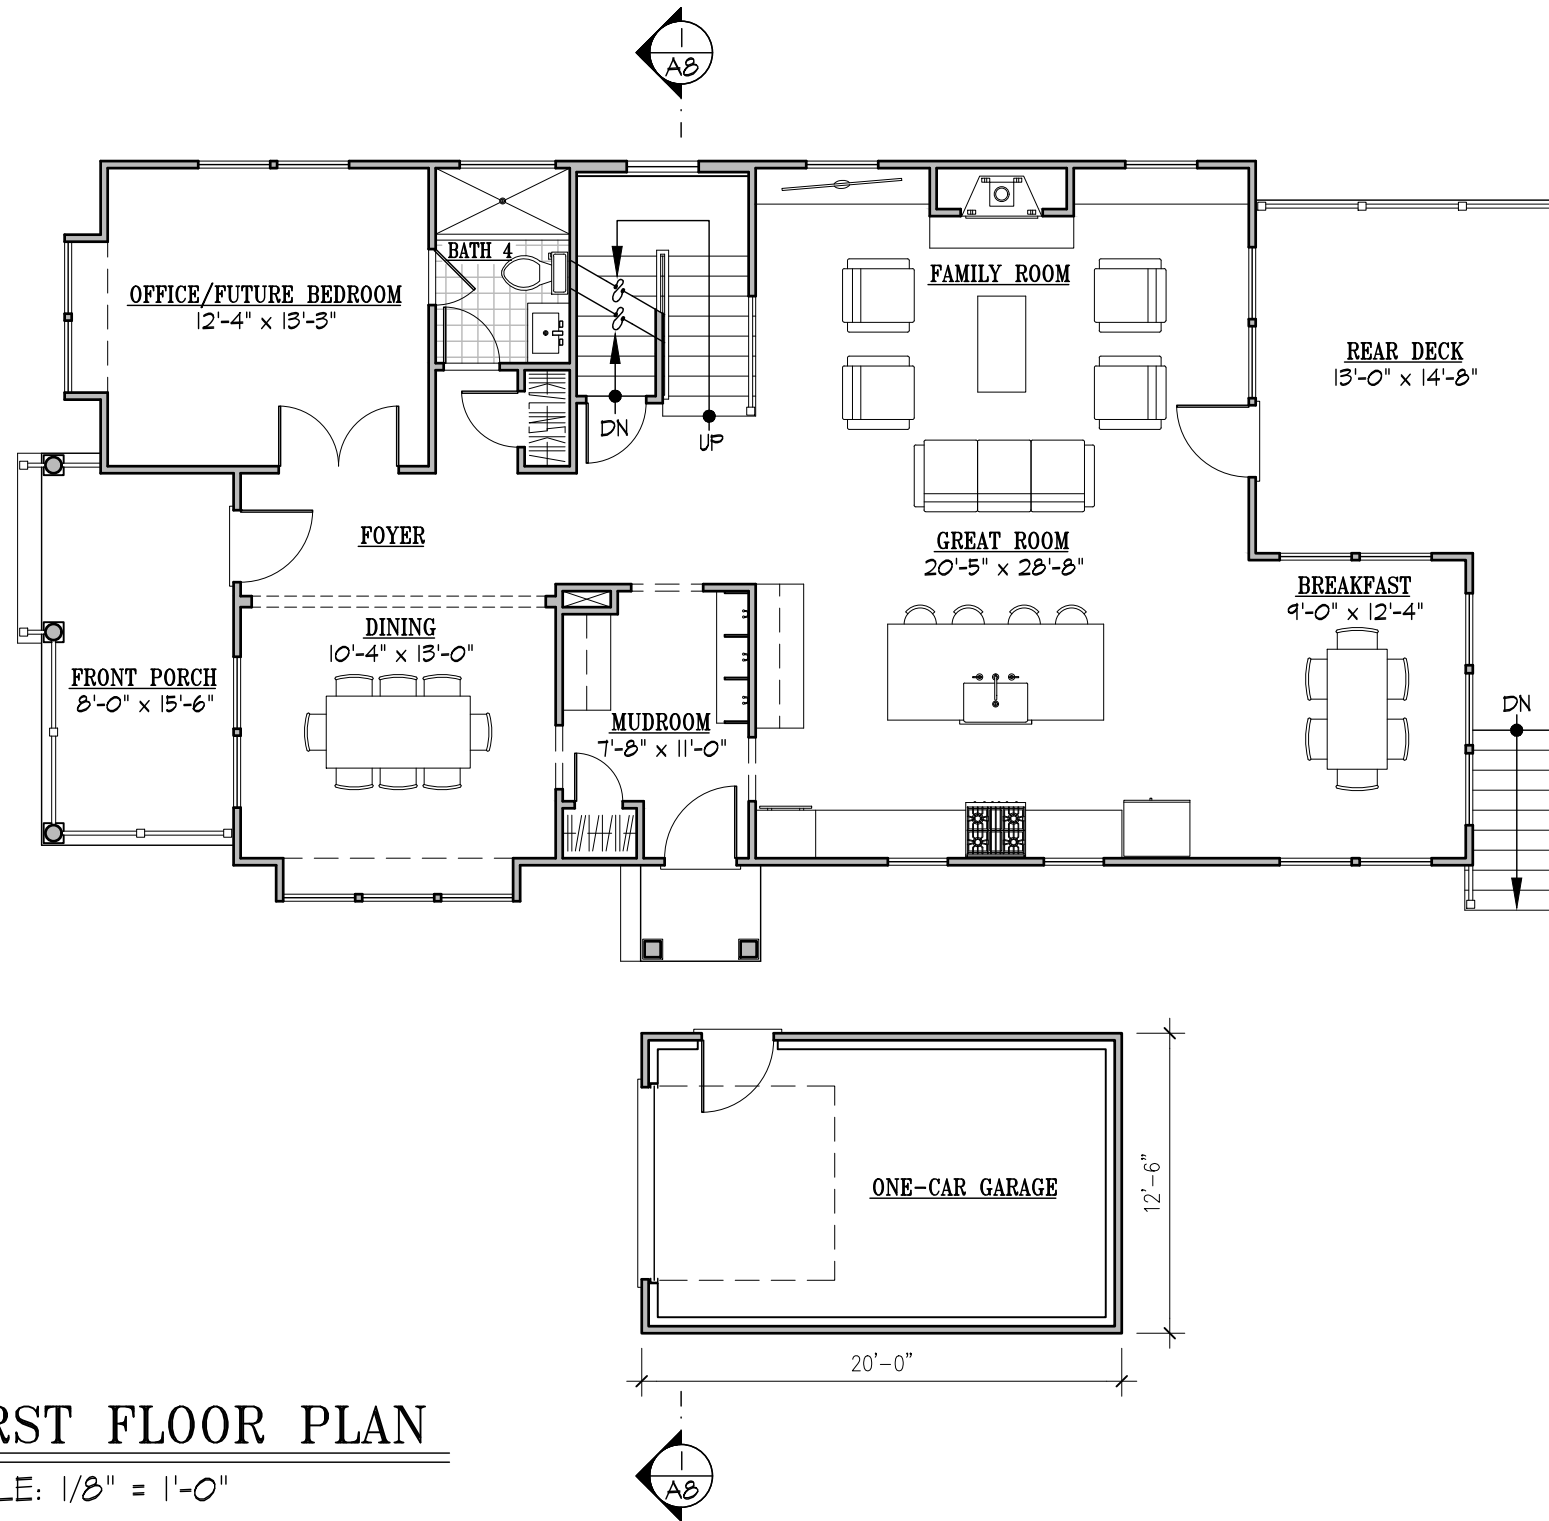 1
A8
BATH 4
OFFICE/FUTURE BEDROOM
12'-4" x 13'-3"
FAMILY ROOM
REAR DECK
13'-0" x 14'-8"
DN
UP
FOYER
GREAT ROOM
20'-5" x 28'-8"
BREAKFAST
9'-0" x 12'-4"
DINING
10'-4" x 13'-0"
FRONT PORCH
8'-0" x 15'-6"
MUDROOM
7'-8" x 11'-0"
DN
ONE-CAR GARAGE
12'-6"
20'-0"
RST FLOOR PLAN
LE: 1/8" = 1'-0"
1
A8